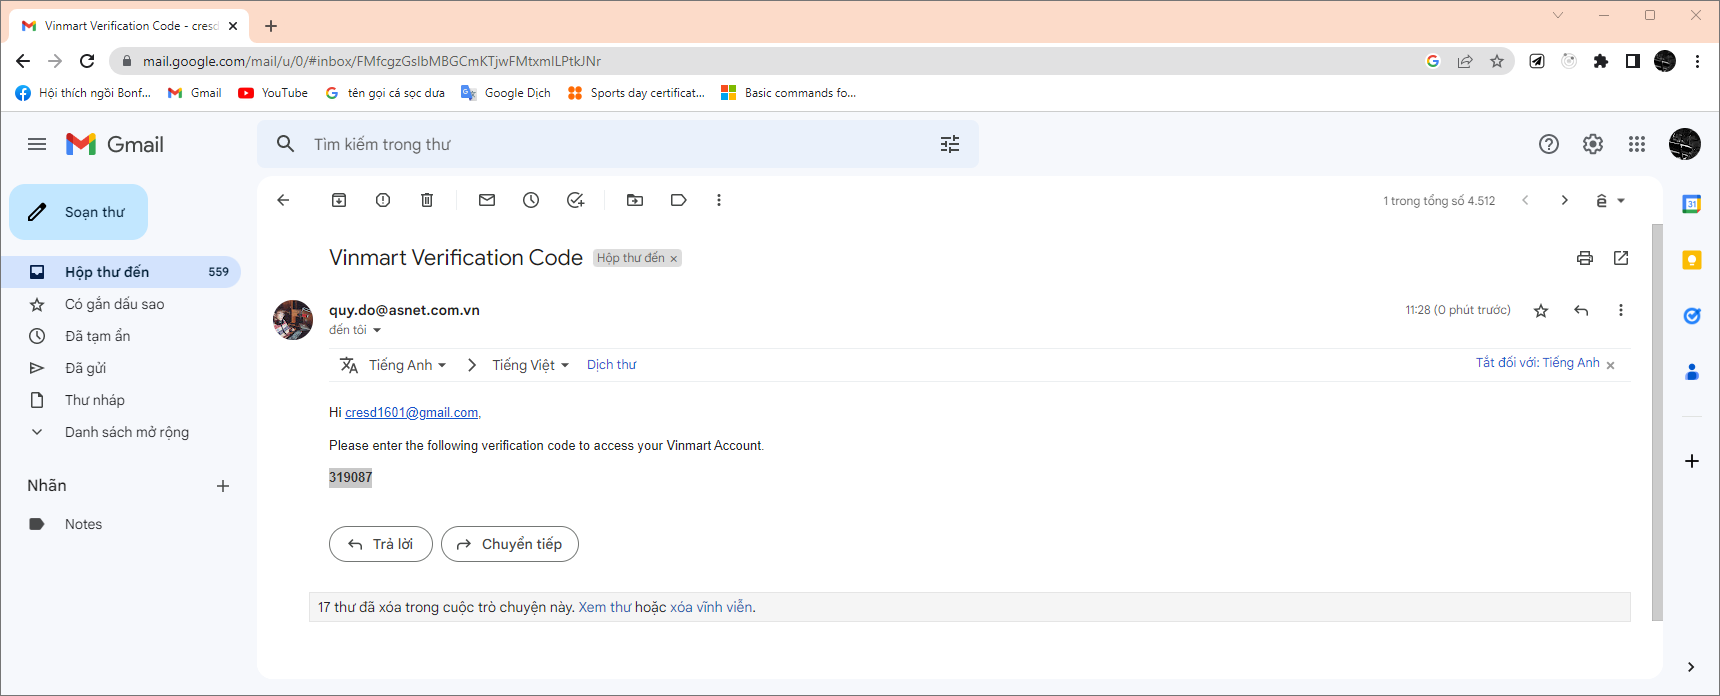 Vinmart Verification Code - cresd
mail.google.com/mail/u/0/#inbox/FMfcgzGslbMBGCmKTjwFMtxmlLPtkJNr
Hội thích ngồi Bonf...
Gmail
YouTube
tên gọi cá sọc dưa
Google Dịch
Sports day certificat...
Basic commands fo...
Gmail
Tìm kiếm trong thư
Soạn thư
1 trong tổng số 4.512
ê
31
Hộp thư đến 559
Có gắn dấu sao
Đã tạm ẩn
Đã gửi
Thư nháp
Danh sách mở rộng
Nhãn
Notes
Vinmart Verification Code Hộp thư đến x
quy.do@asnet.com.vn
11:28 (0 phút trước)
đến tôi
Tiếng Anh > Tiếng Việt Dịch thư
Tắt đối với: Tiếng Anh x
Hi cresd1601@gmail.com,
Please enter the following verification code to access your Vinmart Account.
319087
Trả lời
Chuyển tiếp
17 thư đã xóa trong cuộc trò chuyện này. Xem thư hoặc xóa vĩnh viễn.